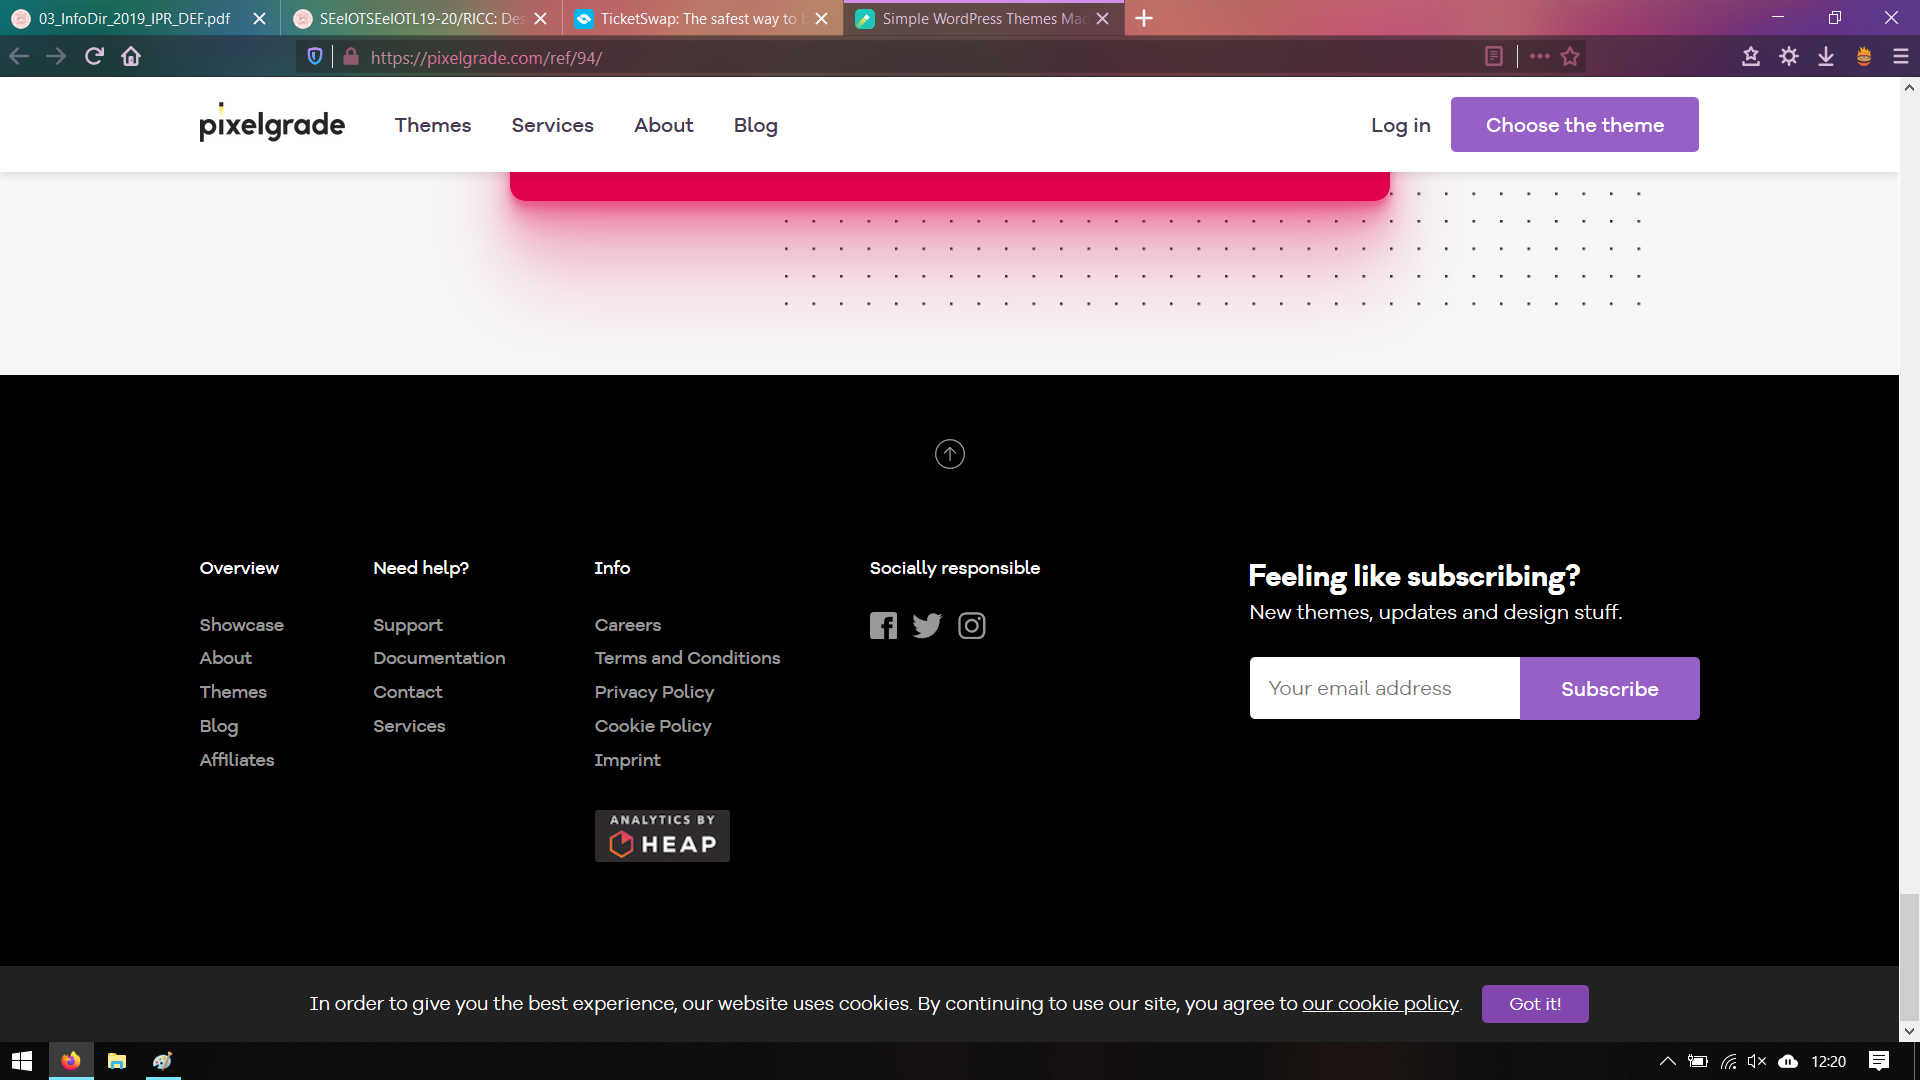 03_InfoDir_2019_IPR_DEF.pdf
SEeIOTSEeIOTL19-20/RICC: Des
TicketSwap: The safest way to b
Simple WordPress Themes Mad
https://pixelgrade.com/ref/94/
pixelgrade
Themes
Services
About
Blog
Log in
Choose the theme
Overview
Showcase
About
Themes
Blog
Affiliates
Need help?
Support
Documentation
Contact
Services
Info
Careers
Terms and Conditions
Privacy Policy
Cookie Policy
Imprint
ANALYTICS BY
HEAP
Socially responsible
Feeling like subscribing?
New themes, updates and design stuff.
Your email address
Subscribe
In order to give you the best experience, our website uses cookies. By continuing to use our site, you agree to our cookie policy.
Got it!
12:20